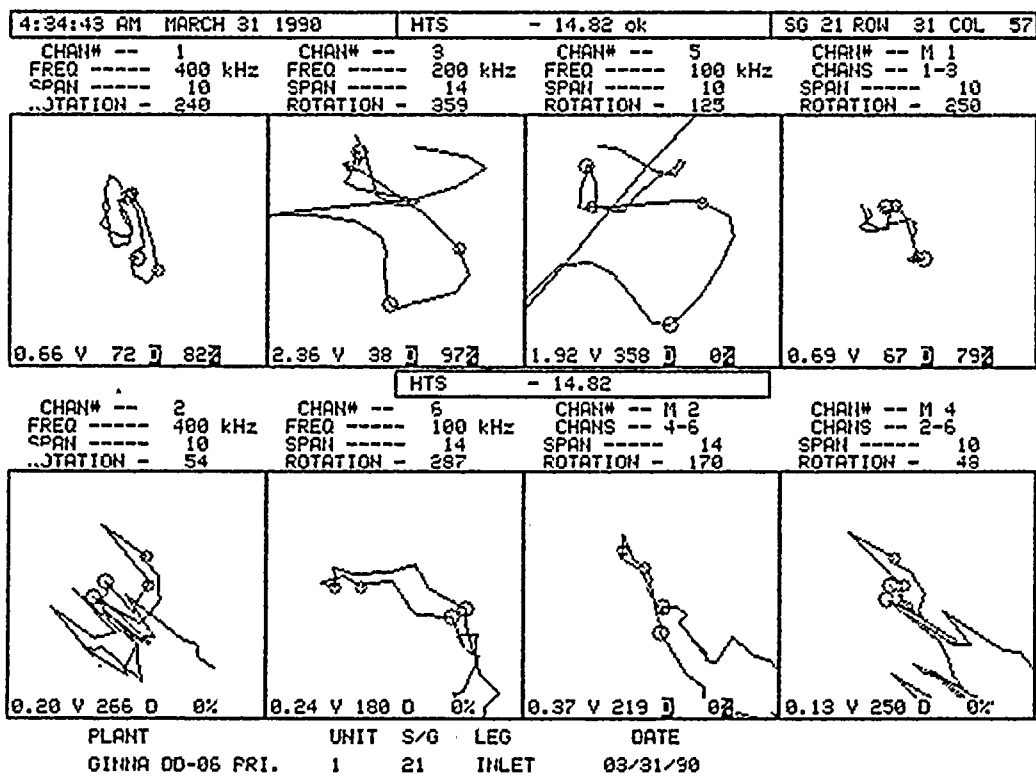 4:34:43 AM MARCH 31 1990 HTS - 14.82 ok SG 21 ROW 31 COL 57
CHAN# -- 1 CHAN# -- 3 CHAN# -- 5 CHAN# -- M 1
FREQ ----- 400 kHz FREQ ----- 200 kHz FREQ ----- 100 kHz CHANS -- 1-3
SPAN ----- 10 SPAN ----- 14 SPAN ----- 10 SPAN ----- 10
..OTATION - 240 ROTATION - 359 ROTATION - 125 ROTATION - 250
0.66 V 72 D 82% 2.36 V 38 D 97% 1.92 V 358 D 0% 0.69 V 67 D 79%
HTS - 14.82
CHAN# -- 2 CHAN# -- 6 CHAN# -- M 2 CHAN# -- M 4
FREQ ----- 400 kHz FREQ ----- 100 kHz CHANS -- 4-6 CHANS -- 2-6
SPAN ----- 10 SPAN ----- 14 SPAN ----- 14 SPAN ----- 10
..OTATION - 54 ROTATION - 287 ROTATION - 170 ROTATION - 48
0.20 V 266 D 0% 0.24 V 180 D 0% 0.37 V 219 D 0% 0.13 V 250 D 0%
PLANT UNIT S/G LEG DATE
GINNA OD-06 PRI. 1 21 INLET 03/31/90